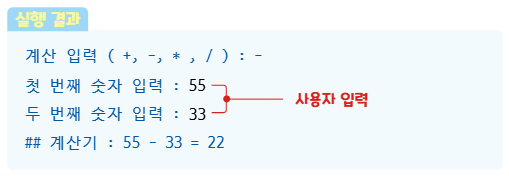 실행 결과
계산 입력 ( +, -, * , / ) : -
첫 번째 숫자 입력 : 55
두 번째 숫자 입력 : 33
사용자 입력
## 계산기 : 55 - 33 = 22